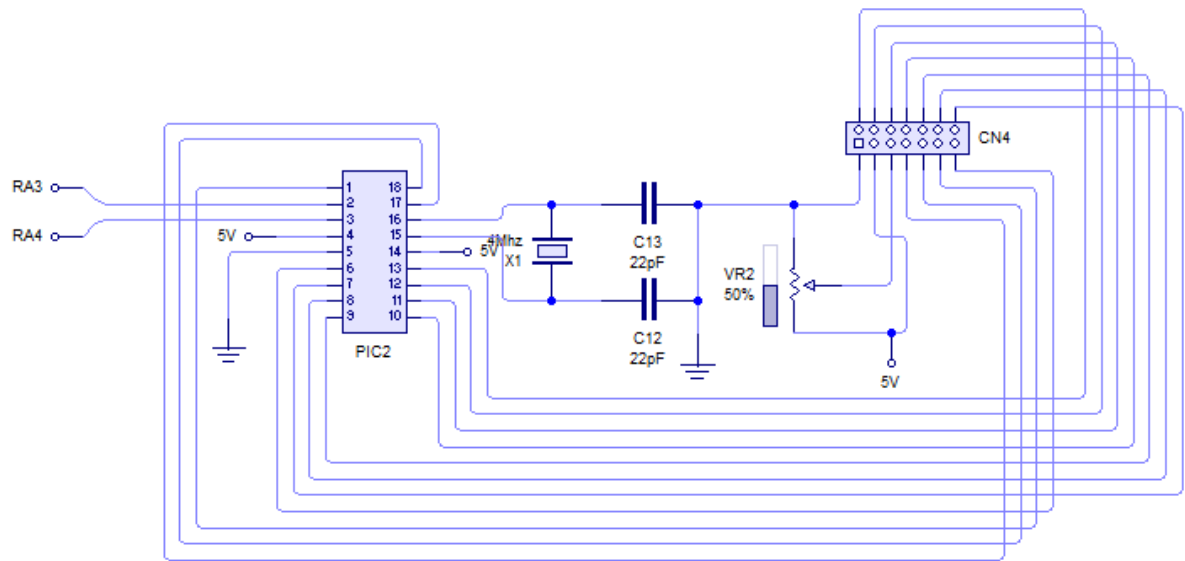 CN4
RA3
RA4
5V
1 18
2 17
3 16
4 15
5 14
6 13
7 12
8 11
9 10
PIC2
5V
4Mhz
X1
C13
22pF
C12
22pF
VR2
50%
5V